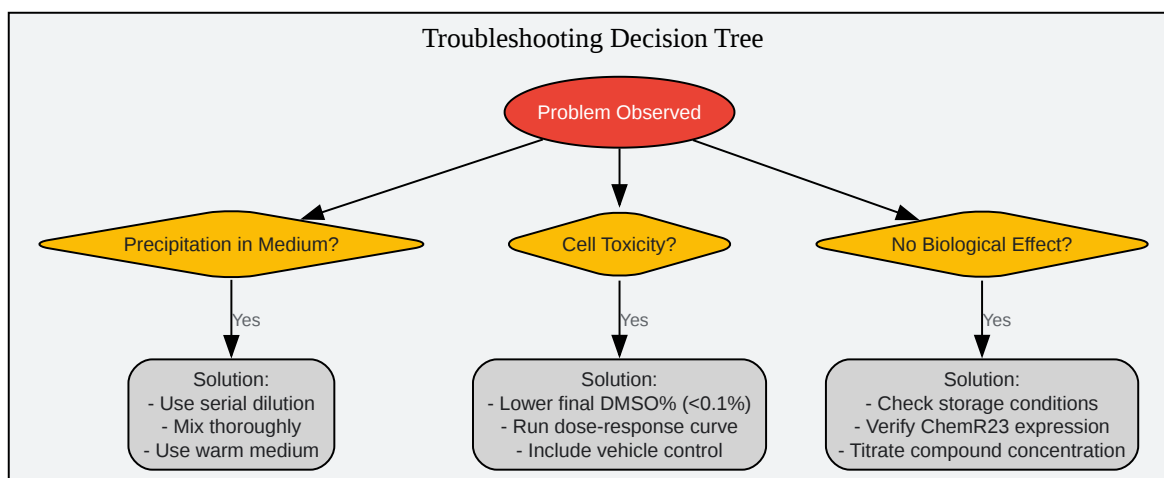 Troubleshooting Decision Tree
Problem Observed
Precipitation in Medium?
Cell Toxicity?
No Biological Effect?
Yes
Yes
Yes
Solution:
- Use serial dilution
- Mix thoroughly
- Use warm medium
Solution:
- Lower final DMSO% (<0.1%)
- Run dose-response curve
- Include vehicle control
Solution:
- Check storage conditions
- Verify ChemR23 expression
- Titrate compound concentration